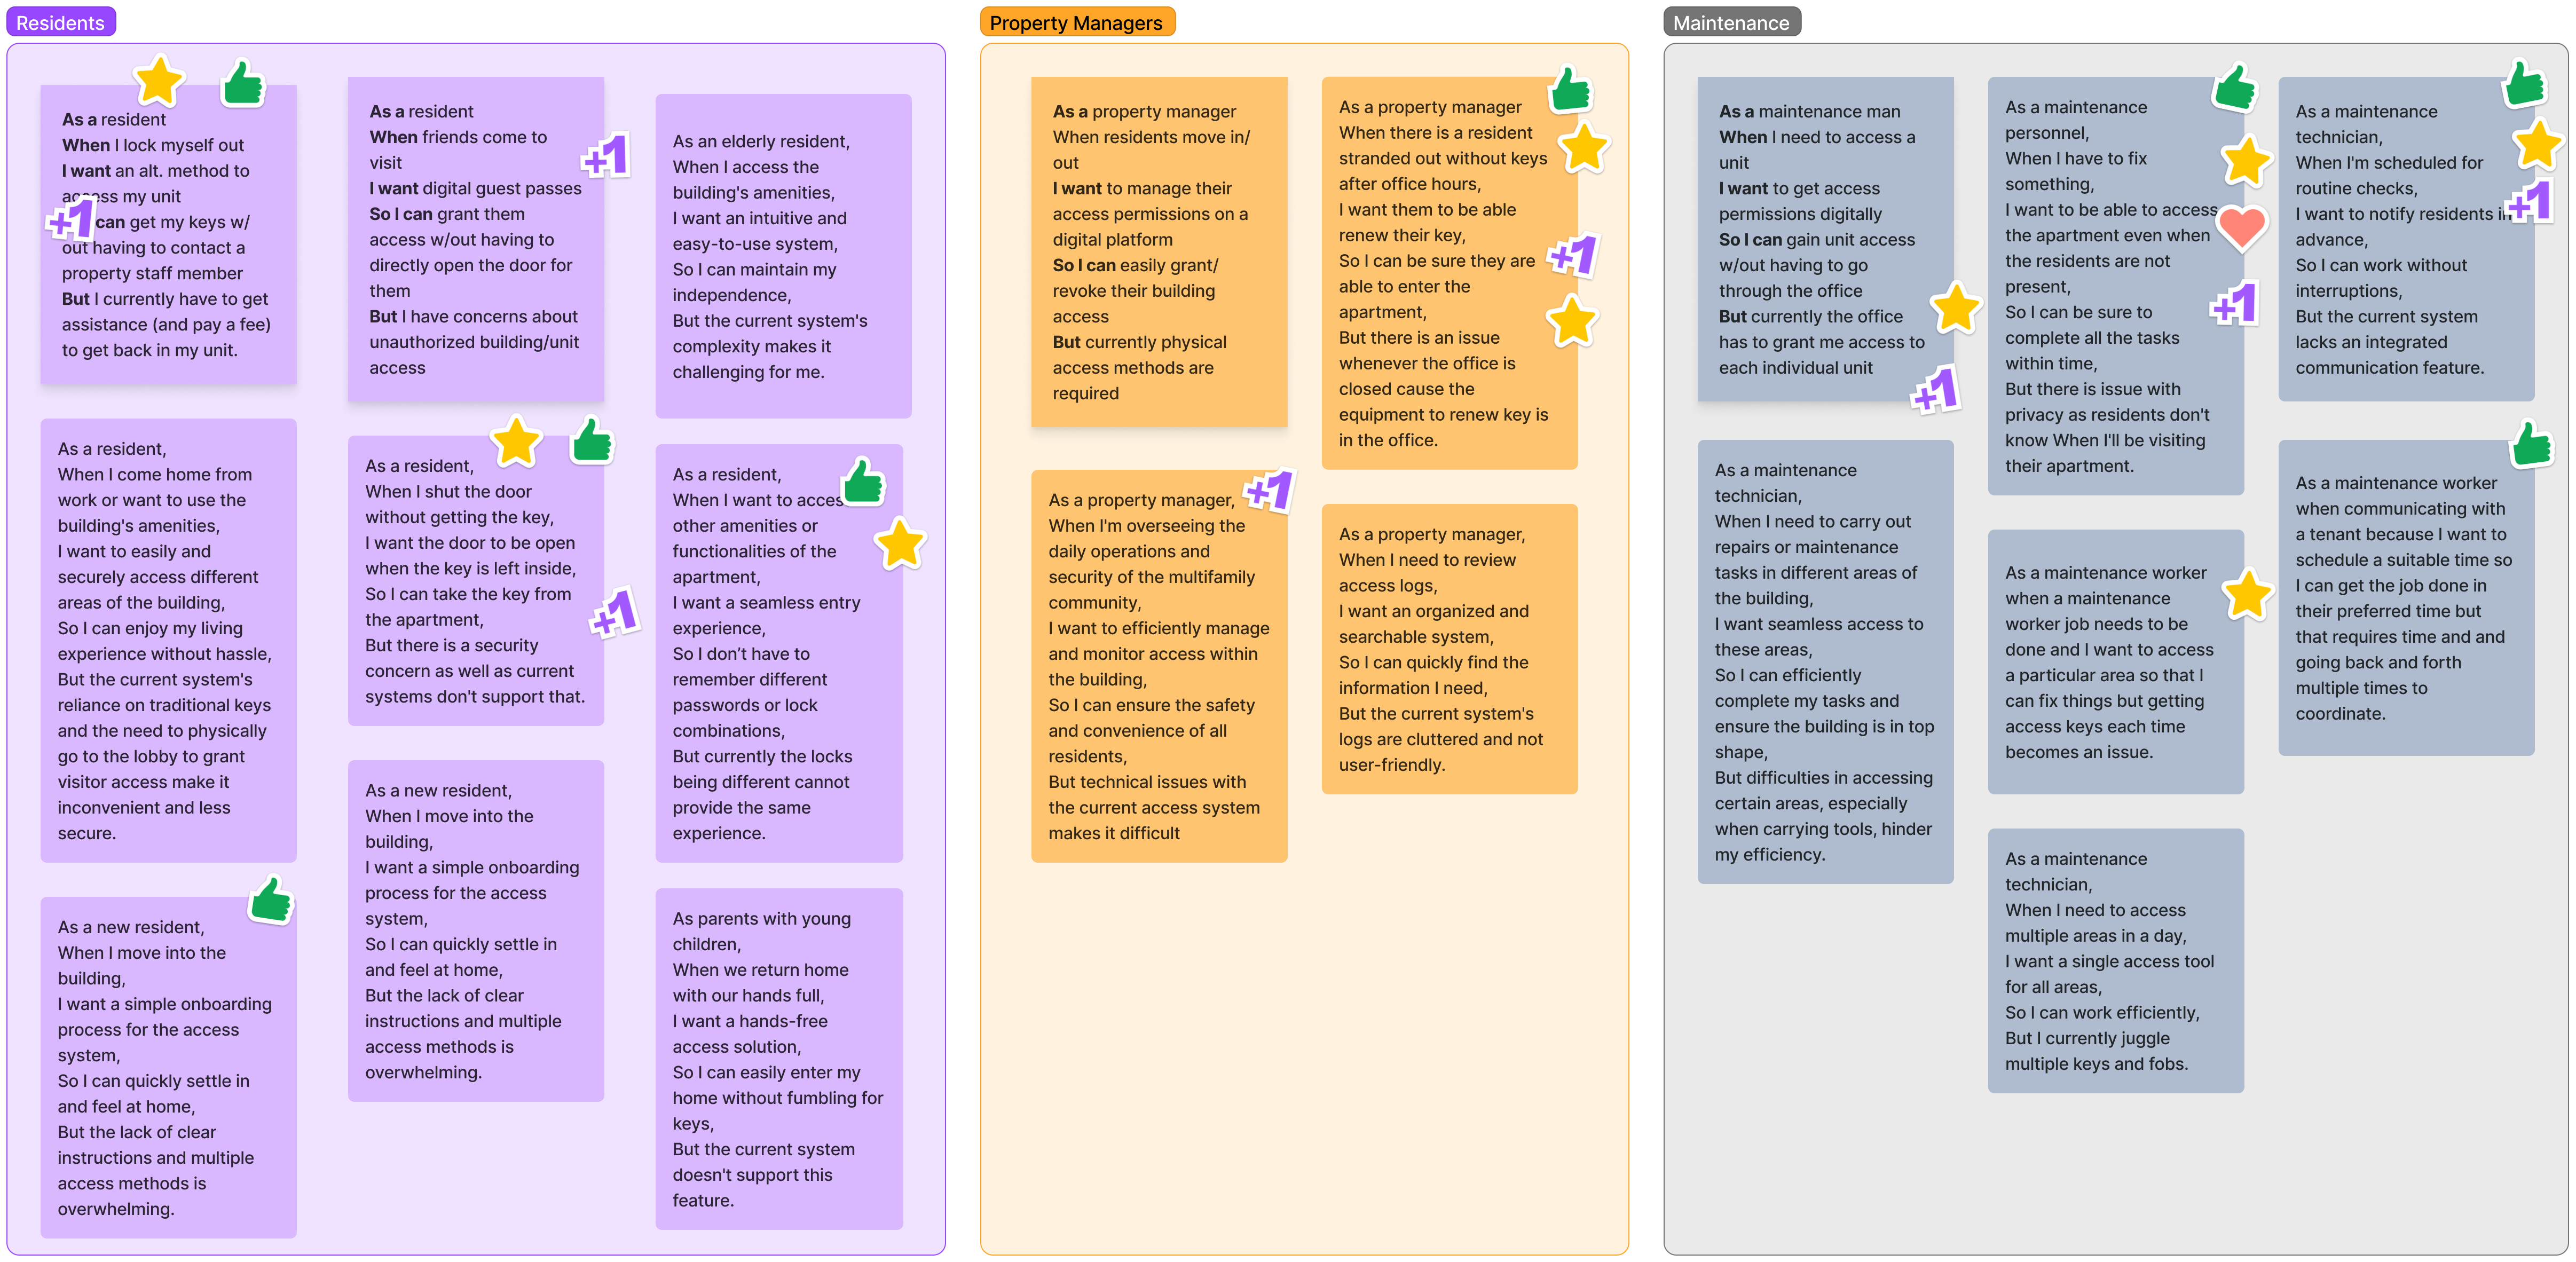 Residents
As a resident
When I lock myself out
I want an alt. method to
access my unit
+1
can get my keys w/
out having to contact a
property staff member
But I currently have to get
assistance (and pay a fee)
to get back in my unit.
As a resident
When friends come to
visit
I want digital guest passes
So I can grant them
access w/out having to
directly open the door for
them
But I have concerns about
unauthorized building/unit
access
+1
As an elderly resident,
When I access the
building's amenities,
I want an intuitive and
easy-to-use system,
So I can maintain my
independence,
But the current system's
complexity makes it
challenging for me.
As a resident,
When I come home from
work or want to use the
building's amenities,
I want to easily and
securely access different
areas of the building,
So I can enjoy my living
experience without hassle,
But the current system's
reliance on traditional keys
and the need to physically
go to the lobby to grant
visitor access make it
inconvenient and less
secure.
As a resident,
When I shut the door
without getting the key,
I want the door to be open
when the key is left inside,
So I can take the key from
the apartment,
But there is a security
concern as well as current
systems don't support that.
+1
As a resident,
When I want to access
other amenities or
functionalities of the
apartment,
I want a seamless entry
experience,
So I don’t have to
remember different
passwords or lock
combinations,
But currently the locks
being different cannot
provide the same
experience.
As a new resident,
When I move into the
building,
I want a simple onboarding
process for the access
system,
So I can quickly settle in
and feel at home,
But the lack of clear
instructions and multiple
access methods is
overwhelming.
As a new resident,
When I move into the
building,
I want a simple onboarding
process for the access
system,
So I can quickly settle in
and feel at home,
But the lack of clear
instructions and multiple
access methods is
overwhelming.
As parents with young
children,
When we return home
with our hands full,
I want a hands-free
access solution,
So I can easily enter my
home without fumbling for
keys,
But the current system
doesn't support this
feature.
Property Managers
As a property manager
When residents move in/
out
I want to manage their
access permissions on a
digital platform
So I can easily grant/
revoke their building
access
But currently physical
access methods are
required
As a property manager
When there is a resident
stranded out without keys
after office hours,
I want them to be able
renew their key,
So I can be sure they are
able to enter the
apartment,
But there is an issue
whenever the office is
closed cause the
equipment to renew key is
in the office.
+1
As a property manager,
When I'm overseeing the
daily operations and
security of the multifamily
community,
I want to efficiently manage
and monitor access within
the building,
So I can ensure the safety
and convenience of all
residents,
But technical issues with
the current access system
makes it difficult
+1
As a property manager,
When I need to review
access logs,
I want an organized and
searchable system,
So I can quickly find the
information I need,
But the current system's
logs are cluttered and not
user-friendly.
Maintenance
As a maintenance man
When I need to access a
unit
I want to get access
permissions digitally
So I can gain unit access
w/out having to go
through the office
But currently the office
has to grant me access to
each individual unit
+1
As a maintenance
personnel,
When I have to fix
something,
I want to be able to access
the apartment even when
the residents are not
present,
So I can be sure to
complete all the tasks
within time,
But there is issue with
privacy as residents don't
know When I'll be visiting
their apartment.
+1
As a maintenance
technician,
When I'm scheduled for
routine checks,
I want to notify residents in
advance,
So I can work without
interruptions,
But the current system
lacks an integrated
communication feature.
+1
As a maintenance
technician,
When I need to carry out
repairs or maintenance
tasks in different areas of
the building,
I want seamless access to
these areas,
So I can efficiently
complete my tasks and
ensure the building is in top
shape,
But difficulties in accessing
certain areas, especially
when carrying tools, hinder
my efficiency.
As a maintenance worker
when a maintenance
worker job needs to be
done and I want to access
a particular area so that I
can fix things but getting
access keys each time
becomes an issue.
As a maintenance worker
when communicating with
a tenant because I want to
schedule a suitable time so
I can get the job done in
their preferred time but
that requires time and and
going back and forth
multiple times to
coordinate.
As a maintenance
technician,
When I need to access
multiple areas in a day,
I want a single access tool
for all areas,
So I can work efficiently,
But I currently juggle
multiple keys and fobs.